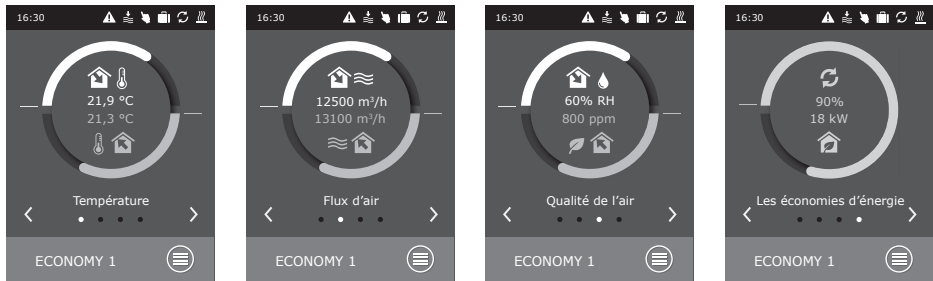 16:30
21,9 °C
21,3 °C
Température
ECONOMY 1
16:30
12500 m³/h
13100 m³/h
Flux d'air
ECONOMY 1
16:30
60% RH
800 ppm
Qualité de l'air
ECONOMY 1
16:30
90%
18 kW
Les économies d'énergie
ECONOMY 1